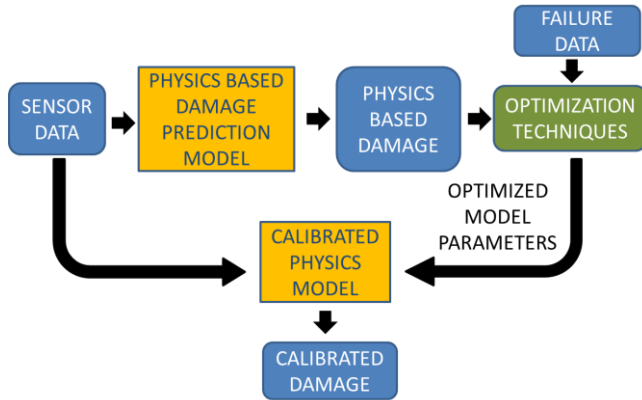 FAILURE
DATA
SENSOR
DATA
PHYSICS BASED
DAMAGE
PREDICTION
MODEL
PHYSICS
BASED
DAMAGE
OPTIMIZATION
TECHNIQUES
OPTIMIZED
MODEL
PARAMETERS
CALIBRATED
PHYSICS
MODEL
CALIBRATED
DAMAGE